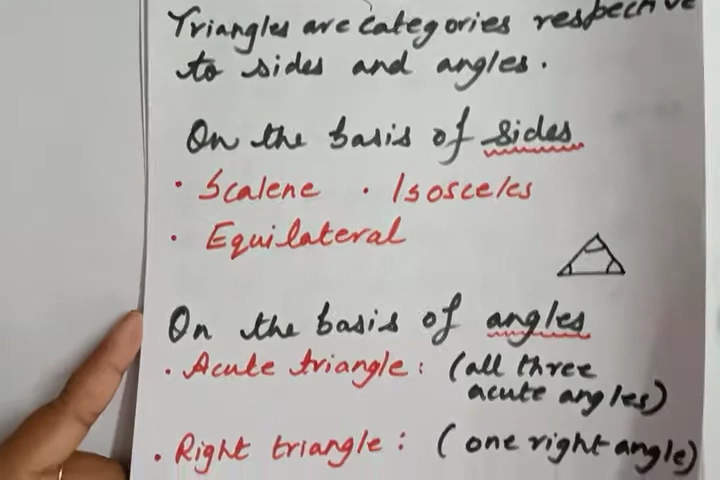 Triangles are categories respective
to sides and angles.
On the basis of sides
• Scalene • Isosceles
• Equilateral
On the basis of angles
• Acute triangle: (all three
acute angles)
• Right triangle: (one right angle)